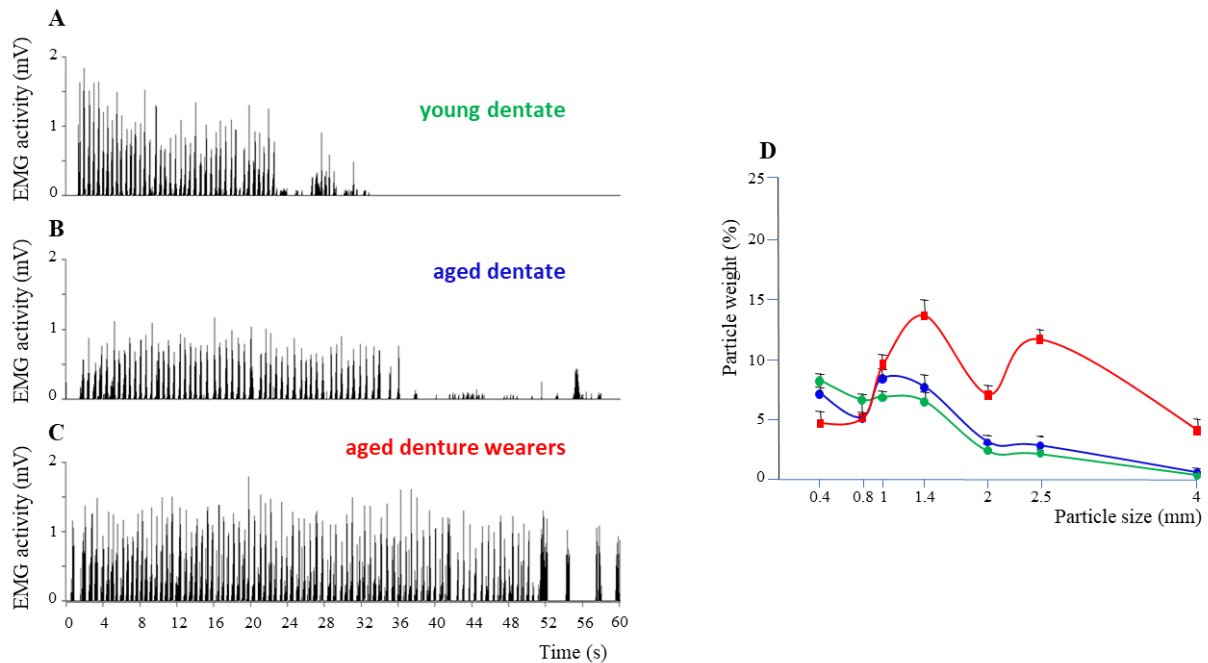 A
2
1
0
EMG activity (mV)
young dentate
B
2
1
0
EMG activity (mV)
aged dentate
C
2
1
0
EMG activity (mV)
aged denture wearers
0 4 8 12 16 20 24 28 32 36 40 44 48 52 56 60
Time (s)
D
25
20
15
10
5
0
Particle weight (%)
0.4 0.8 1 1.4 2 2.5 4
Particle size (mm)